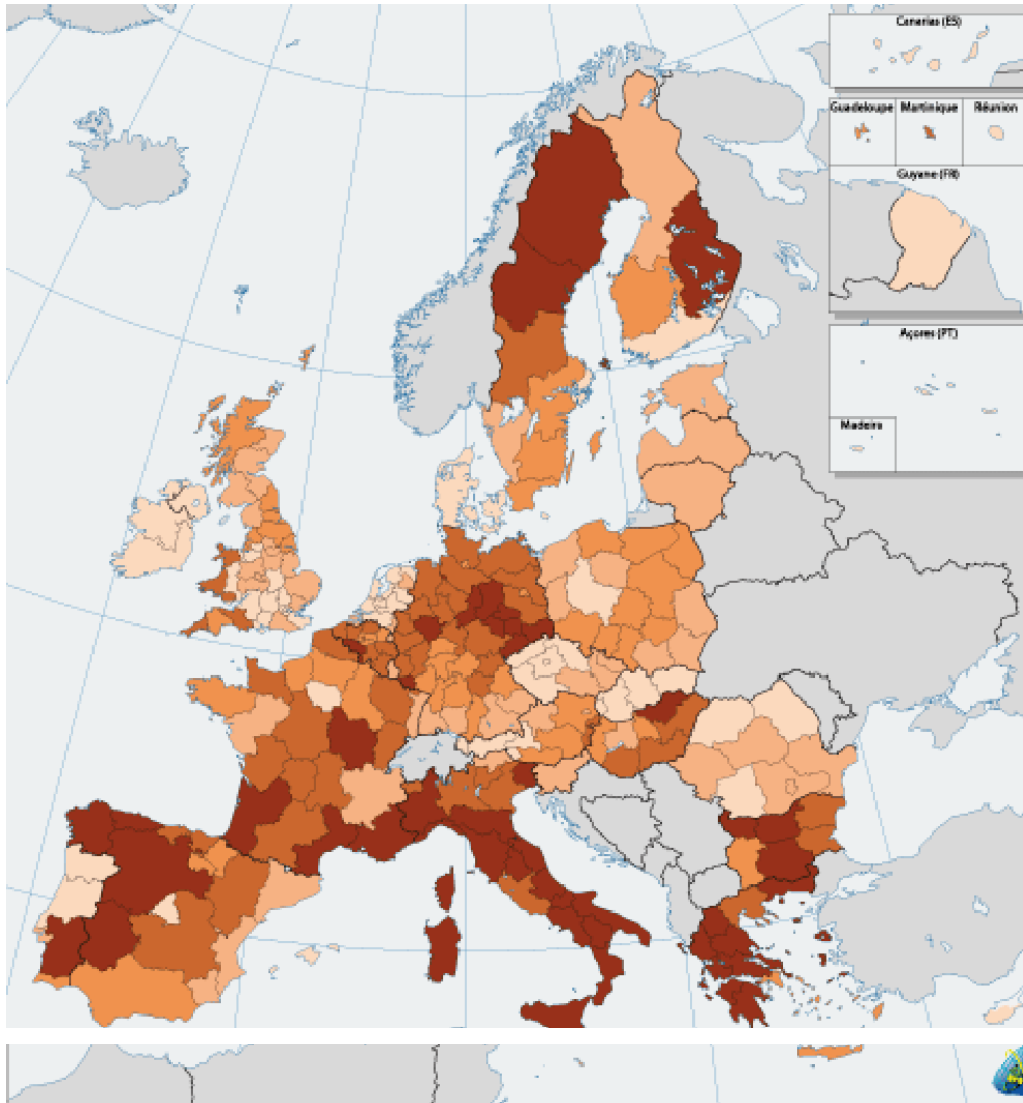 Canarias (ES)
Guadeloupe
Martinique
Réunion
Guyane (FR)
Açores (PT)
Madeira